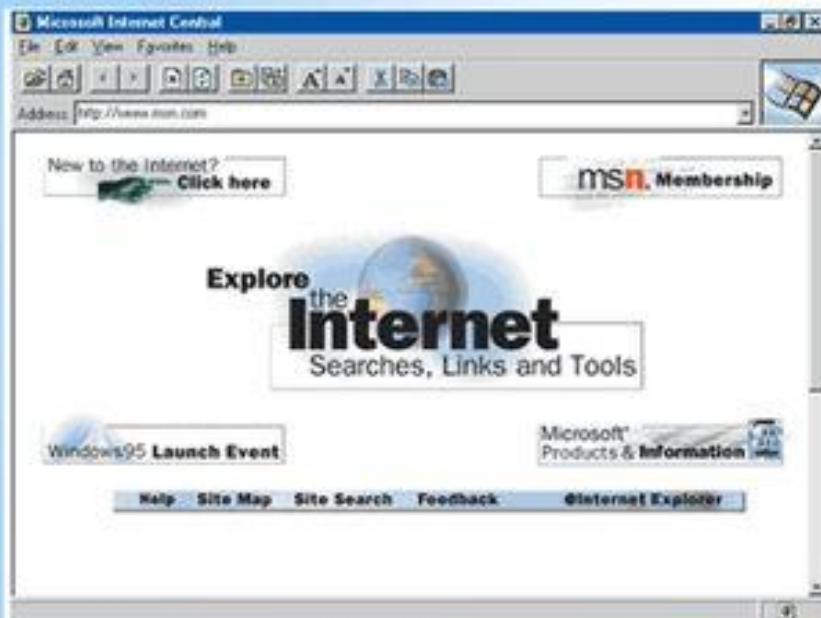 Microsoft Internet Central
File Edit View Favorites Help
A A
Address: http://www.msn.com
New to the Internet?
Click here
msn. Membership
Explore
the
Internet
Searches, Links and Tools
Windows95 Launch Event
Microsoft®
Products & Information
Help Site Map Site Search Feedback @Internet Explorer